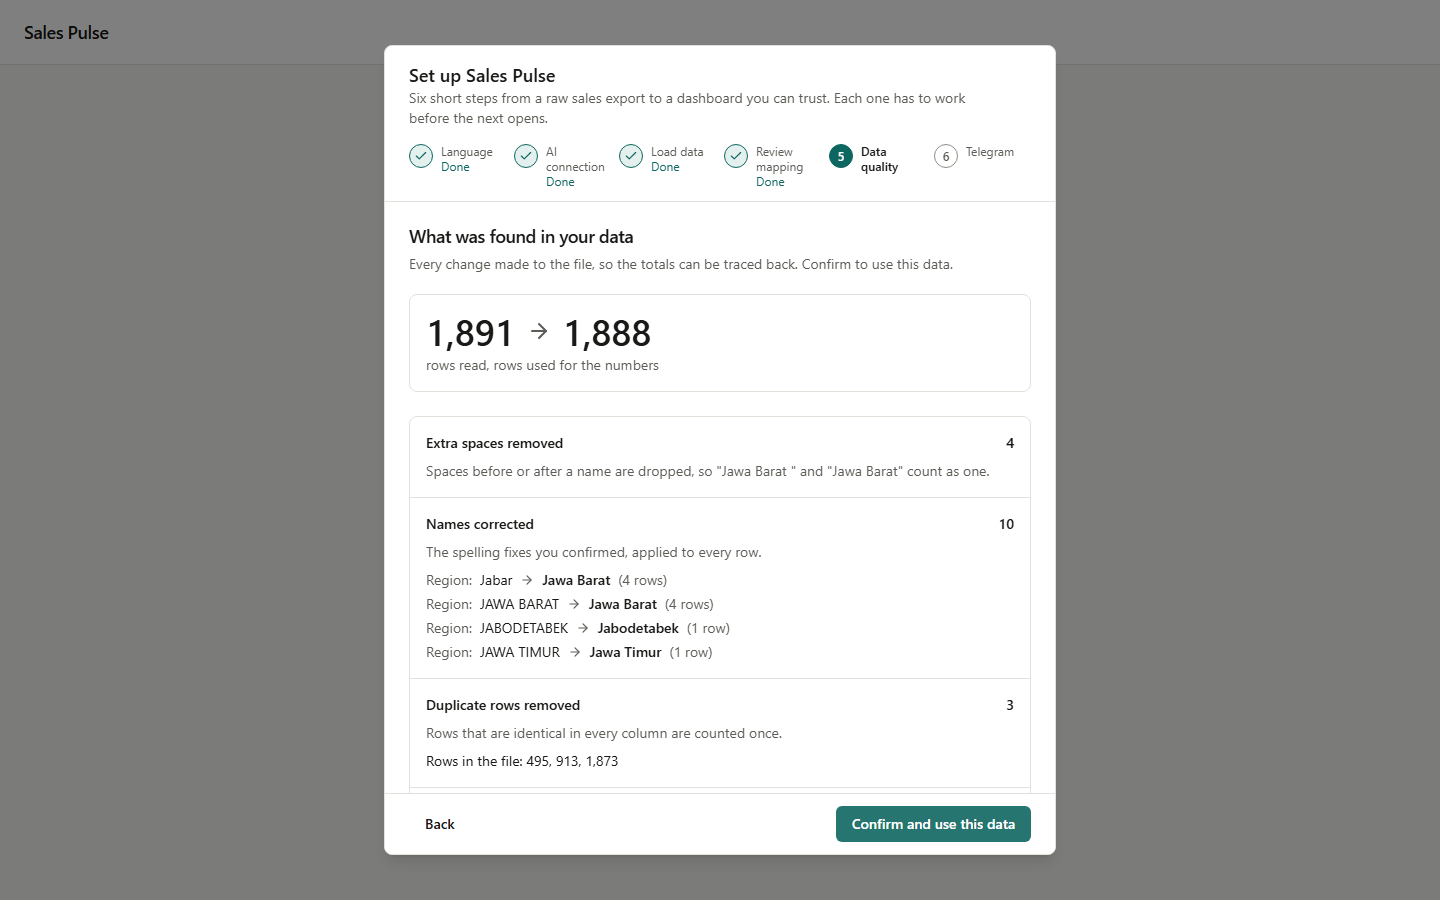 Sales Pulse
Set up Sales Pulse
Six short steps from a raw sales export to a dashboard you can trust. Each one has to work
before the next opens.
Language
Done
AI
connection
Done
Load data
Done
Review
mapping
Done
5
Data
quality
6
Telegram
What was found in your data
Every change made to the file, so the totals can be traced back. Confirm to use this data.
1,891 → 1,888
rows read, rows used for the numbers
Extra spaces removed 4
Spaces before or after a name are dropped, so "Jawa Barat " and "Jawa Barat" count as one.
Names corrected 10
The spelling fixes you confirmed, applied to every row.
Region: Jabar → Jawa Barat (4 rows)
Region: JAWA BARAT → Jawa Barat (4 rows)
Region: JABODETABEK → Jabodetabek (1 row)
Region: JAWA TIMUR → Jawa Timur (1 row)
Duplicate rows removed 3
Rows that are identical in every column are counted once.
Rows in the file: 495, 913, 1,873
Back
Confirm and use this data